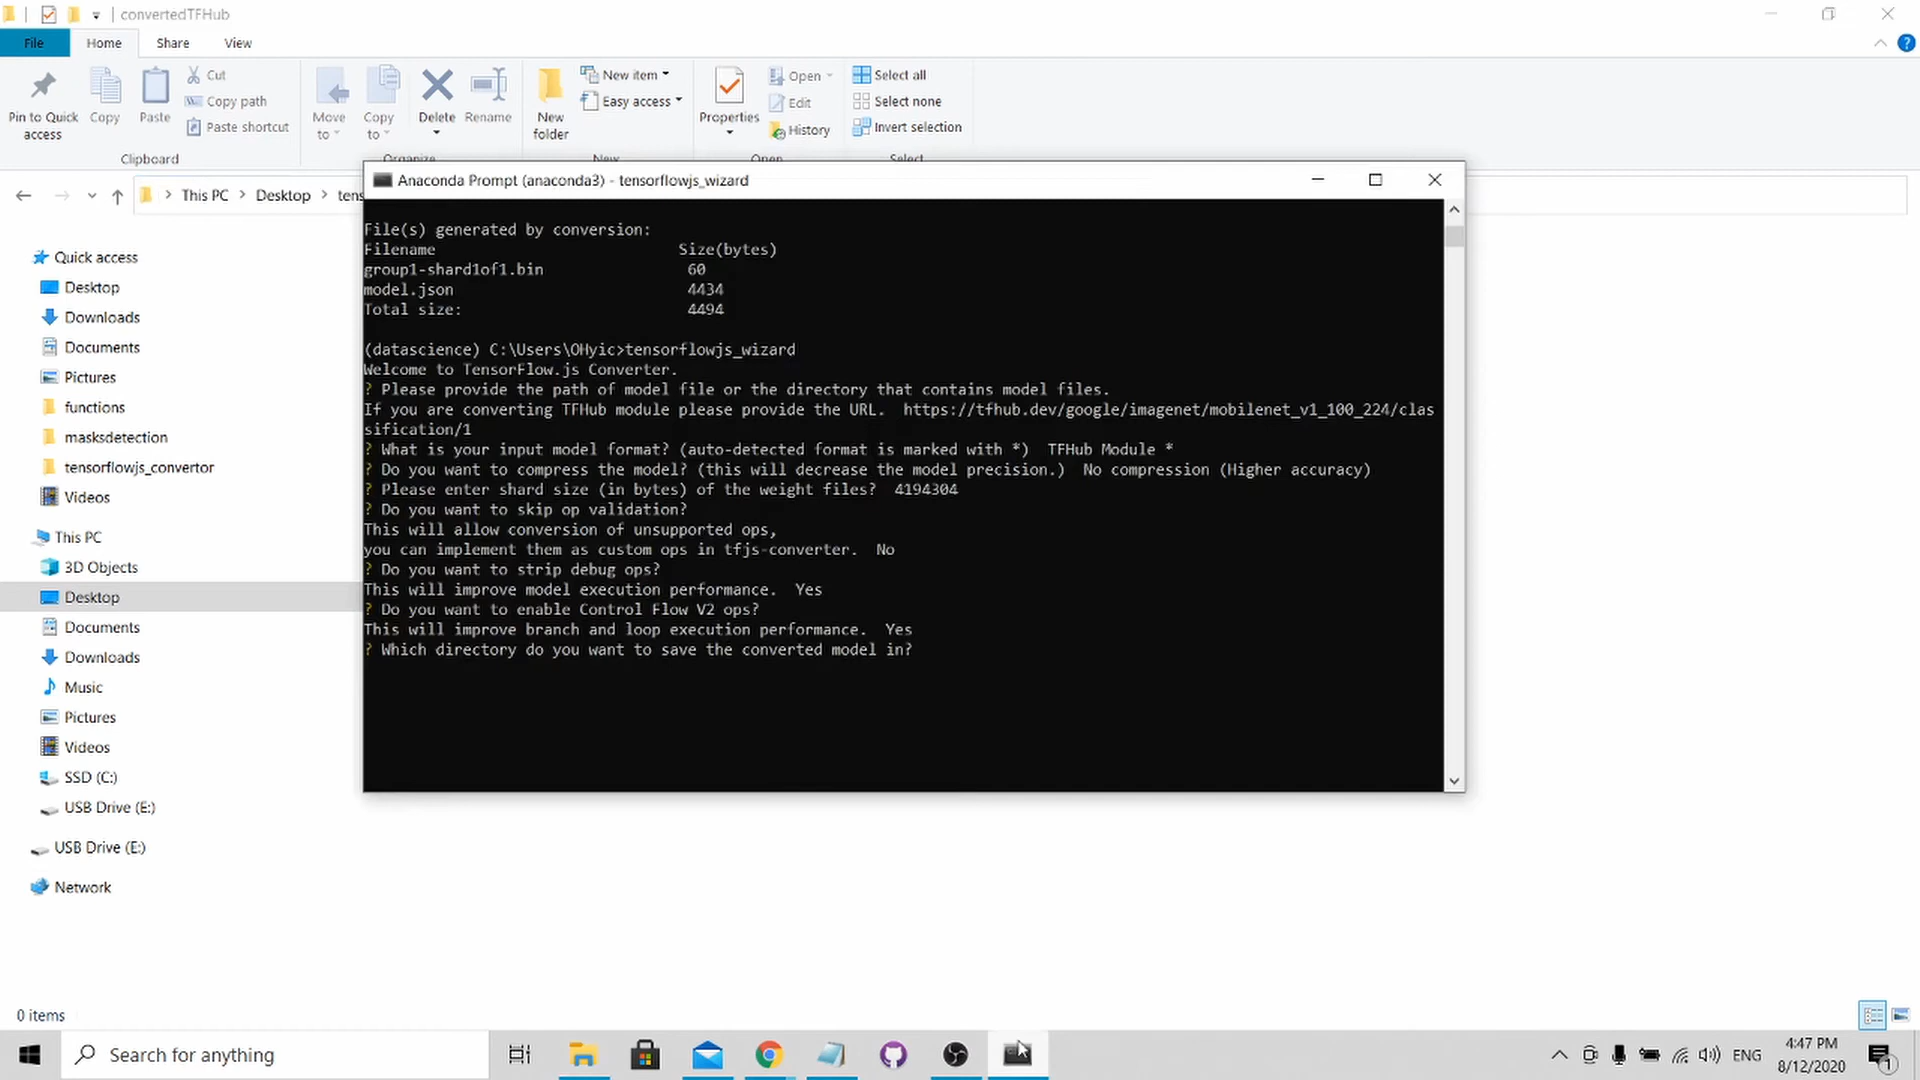 convertedTFHub
File
Home
Share
View
Pin to Quick
access
Copy
Paste
Cut
Copy path
Paste shortcut
Clipboard
Move
to
Copy
to
Delete
Rename
Organize
New
folder
New item
Easy access
New
Properties
Open
Edit
History
Open
Select all
Select none
Invert selection
Select
This PC
Desktop
tens
Anaconda Prompt (anaconda3) - tensorflowjs_wizard
File(s) generated by conversion:
Filename Size(bytes)
group1-shard1of1.bin 60
model.json 4434
Total size: 4494
(datascience) C:\Users\OHyic>tensorflowjs_wizard
Welcome to TensorFlow.js Converter.
? Please provide the path of model file or the directory that contains model files.
If you are converting TFHub module please provide the URL. https://tfhub.dev/google/imagenet/mobilenet_v1_100_224/clas
sification/1
? What is your input model format? (auto-detected format is marked with *) TFHub Module *
? Do you want to compress the model? (this will decrease the model precision.) No compression (Higher accuracy)
? Please enter shard size (in bytes) of the weight files? 4194304
? Do you want to skip op validation?
This will allow conversion of unsupported ops,
you can implement them as custom ops in tfjs-converter. No
? Do you want to strip debug ops?
This will improve model execution performance. Yes
? Do you want to enable Control Flow V2 ops?
This will improve branch and loop execution performance. Yes
? Which directory do you want to save the converted model in?
Quick access
Desktop
Downloads
Documents
Pictures
functions
masksdetection
tensorflowjs_convertor
Videos
This PC
3D Objects
Desktop
Documents
Downloads
Music
Pictures
Videos
SSD (C:)
USB Drive (E:)
USB Drive (E:)
Network
0 items
Search for anything
ENG
4:47 PM
8/12/2020
1